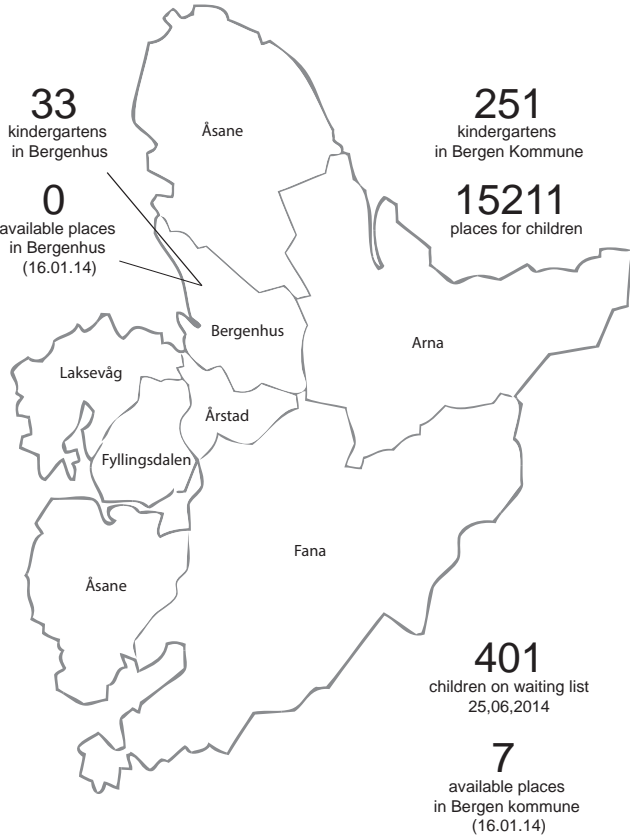 33
kindergartens
in Bergenhus
0
available places
in Bergenhus
(16.01.14)
251
kindergartens
in Bergen Kommune
15211
places for children
Åsane
Bergenhus
Arna
Laksevåg
Årstad
Fyllingsdalen
Fana
Åsane
401
children on waiting list
25,06,2014
7
available places
in Bergen kommune
(16.01.14)